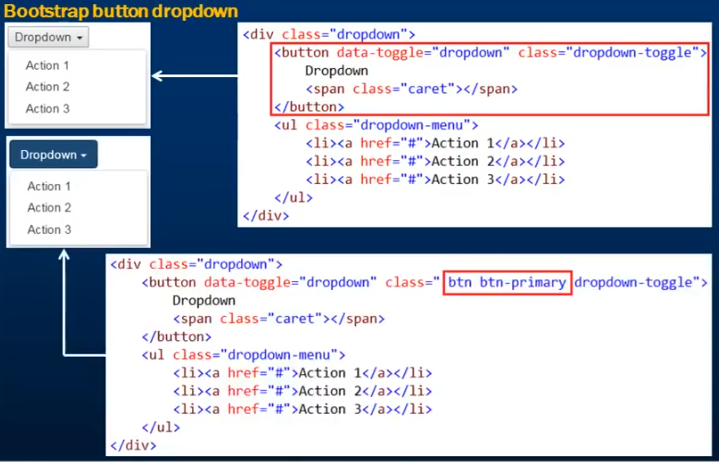 Bootstrap button dropdown
Dropdown
Action 1
Action 2
Action 3
Dropdown
Action 1
Action 2
Action 3
<div class="dropdown">
<button data-toggle="dropdown" class="dropdown-toggle">
Dropdown
<span class="caret"></span>
</button>
<ul class="dropdown-menu">
<li><a href="#">Action 1</a></li>
<li><a href="#">Action 2</a></li>
<li><a href="#">Action 3</a></li>
</ul>
</div>
<div class="dropdown">
<button data-toggle="dropdown" class=" btn btn-primary dropdown-toggle">
Dropdown
<span class="caret"></span>
</button>
<ul class="dropdown-menu">
<li><a href="#">Action 1</a></li>
<li><a href="#">Action 2</a></li>
<li><a href="#">Action 3</a></li>
</ul>
</div>